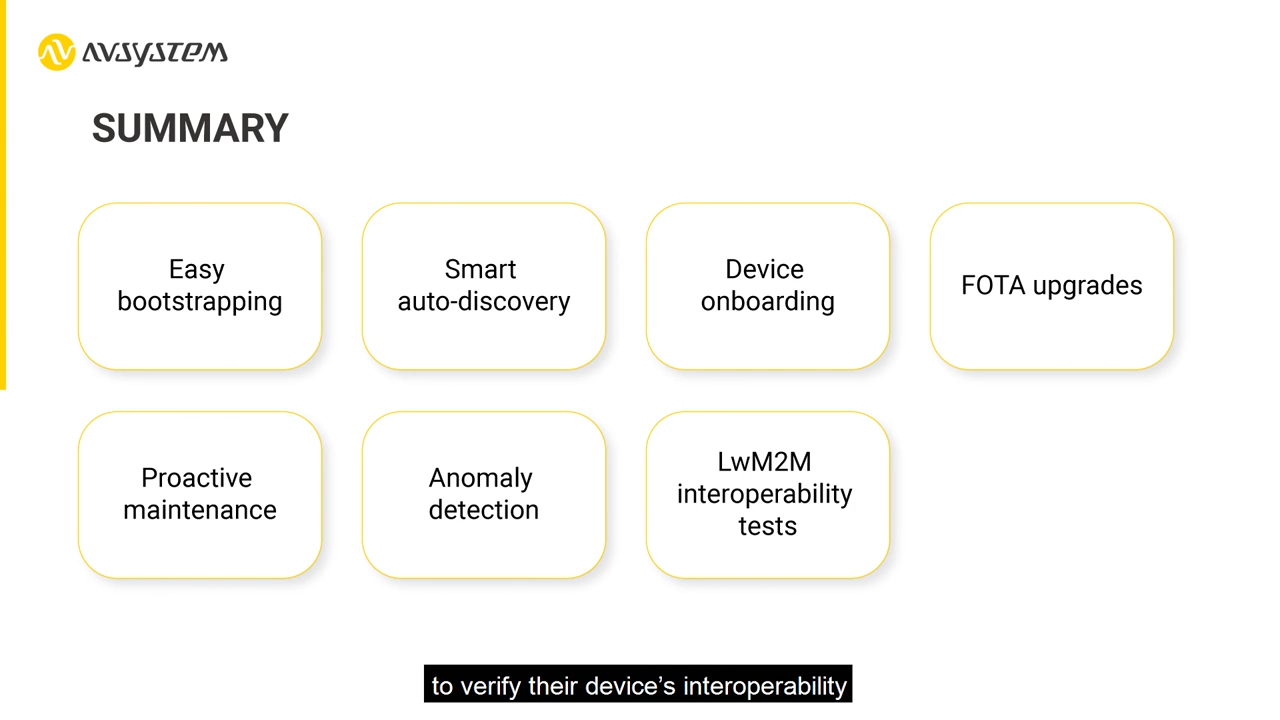 AVSYSTEM
SUMMARY
Easy
bootstrapping
Smart
auto-discovery
Device
onboarding
FOTA upgrades
Proactive
maintenance
Anomaly
detection
LwM2M
interoperability
tests
to verify their device’s interoperability